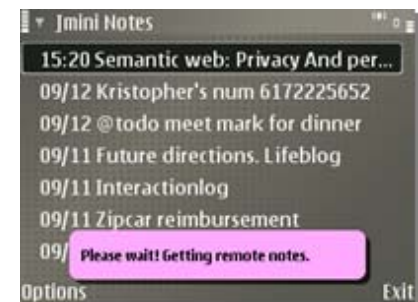 Jmini Notes
15:20 Semantic web: Privacy And per...
09/12 Kristopher's num 6172225652
09/12 @todo meet mark for dinner
09/11 Future directions. Lifeblog
09/11 Interactionlog
09/11 Zipcar reimbursement
09/
Please wait! Getting remote notes.
Options Exit